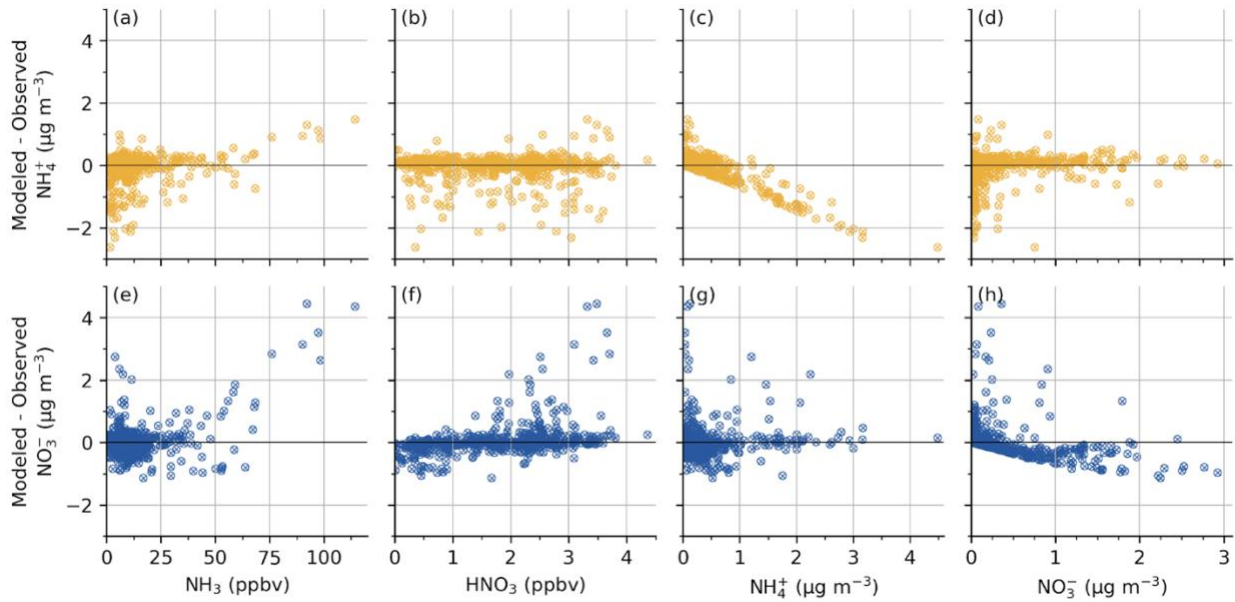 (a)
(b)
(c)
(d)
Modeled - Observed
NH₄⁺ (µg m⁻³)
4
2
0
−2
(e)
(f)
(g)
(h)
Modeled - Observed
NO₃⁻ (µg m⁻³)
4
2
0
−2
0 25 50 75 100
0 1 2 3 4
0 1 2 3 4
0 1 2 3
NH₃ (ppbv)
HNO₃ (ppbv)
NH₄⁺ (µg m⁻³)
NO₃⁻ (µg m⁻³)